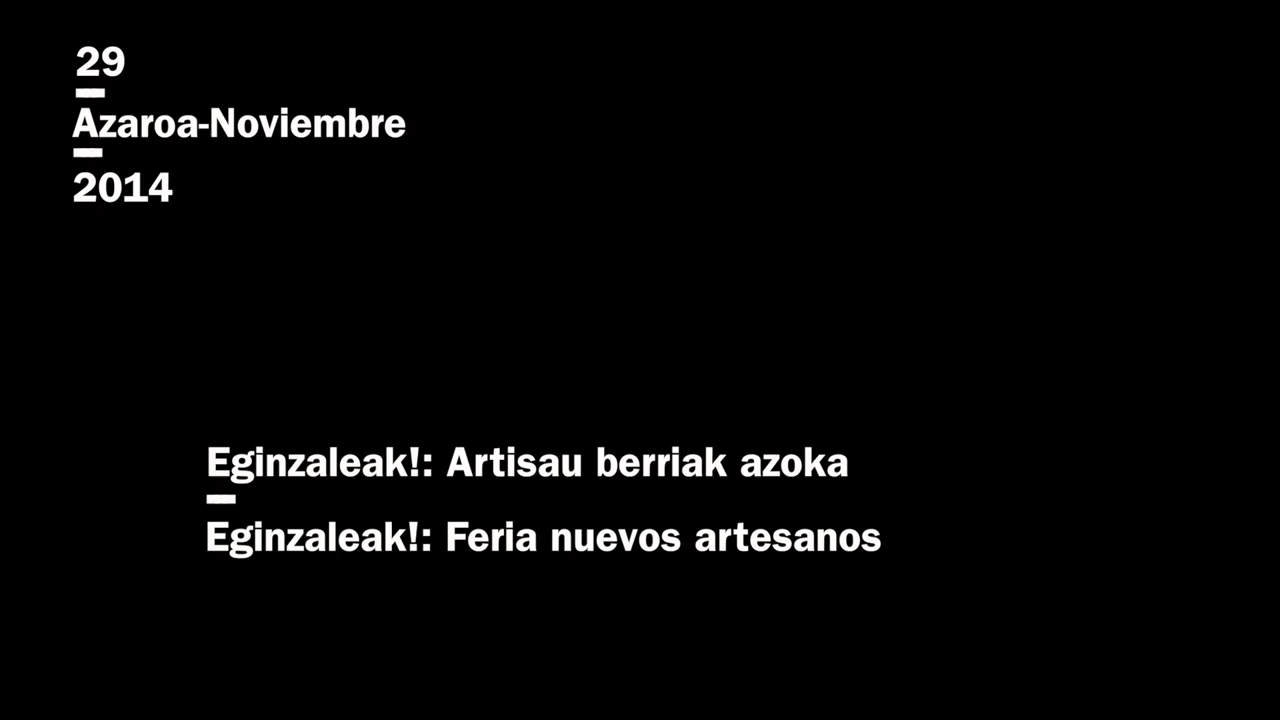 29
Azaroa-Noviembre
2014
Eginzaleak!: Artisau berriak azoka
Eginzaleak!: Feria nuevos artesanos